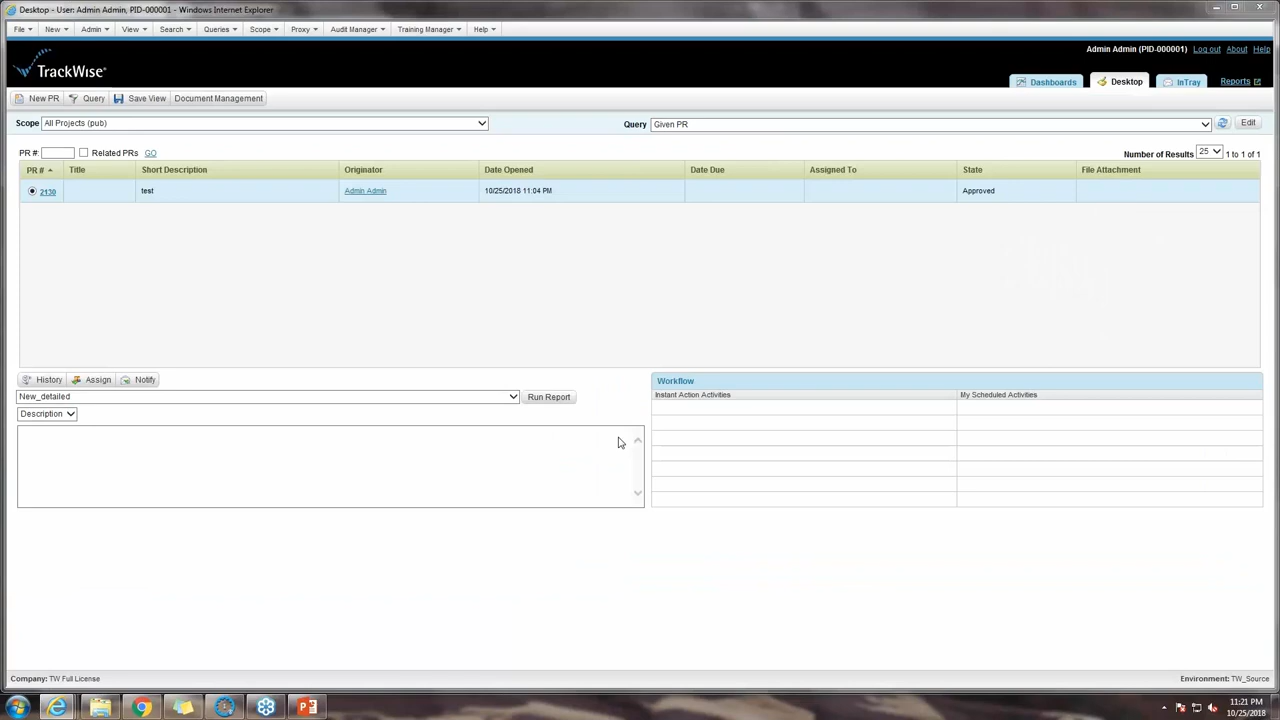 Desktop - User: Admin Admin, PID-000001 - Windows Internet Explorer
File New Admin View Search Queries Scope Proxy Audit Manager Training Manager Help
Admin Admin (PID-000001) Log out About Help
TrackWise
Dashboards Desktop InTray Reports
New PR Query Save View Document Management
Scope All Projects (pub) Query Given PR Edit
PR #: Related PRs GO Number of Results 25 1 to 1 of 1
PR # Title Short Description Originator Date Opened Date Due Assigned To State File Attachment
2130 test Admin Admin 10/25/2018 11:04 PM Approved
History Assign Notify Workflow
New_detailed Run Report Instant Action Activities My Scheduled Activities
Description
Company: TW Full License Environment: TW_Source
11:21 PM
10/25/2018